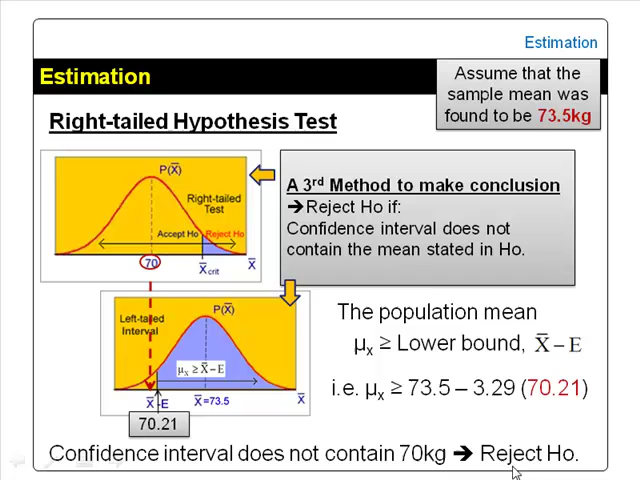 Estimation
Estimation
Assume that the
sample mean was
found to be 73.5kg
Right-tailed Hypothesis Test
P(X̅)
Right-tailed
Test
Accept Ho
Reject Ho
70
X̅crit
X̅
A 3rd Method to make conclusion
➔Reject Ho if:
Confidence interval does not
contain the mean stated in Ho.
P(X̅)
Left-tailed
Interval
μX ≥ X̅ – E
X̅ -E
X̅ =73.5
X̅
70.21
The population mean
μx ≥ Lower bound, X̅ – E
i.e. μx ≥ 73.5 – 3.29 (70.21)
Confidence interval does not contain 70kg ➔ Reject Ho.